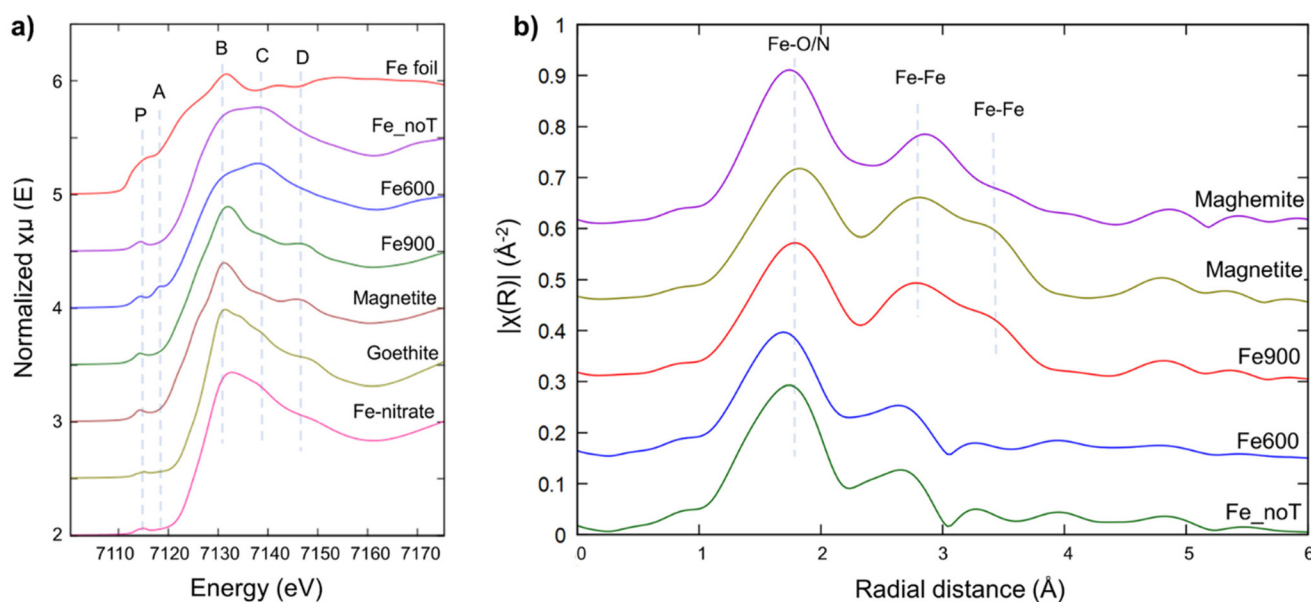 a)
Normalized xμ (E)
6
5
4
3
2
P
A
B
C
D
Fe foil
Fe_noT
Fe600
Fe900
Magnetite
Goethite
Fe-nitrate
7110 7120 7130 7140 7150 7160 7170
Energy (eV)
b)
|χ(R)| (Å-2)
1
0.9
0.8
0.7
0.6
0.5
0.4
0.3
0.2
0.1
0
Fe-O/N
Fe-Fe
Fe-Fe
Maghemite
Magnetite
Fe900
Fe600
Fe_noT
0 1 2 3 4 5 6
Radial distance (Å)